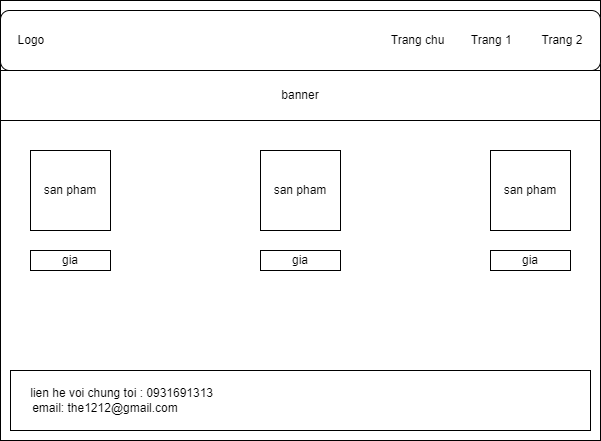 Logo
Trang chu
Trang 1
Trang 2
banner
san pham
san pham
san pham
gia
gia
gia
lien he voi chung toi : 0931691313
email: the1212@gmail.com